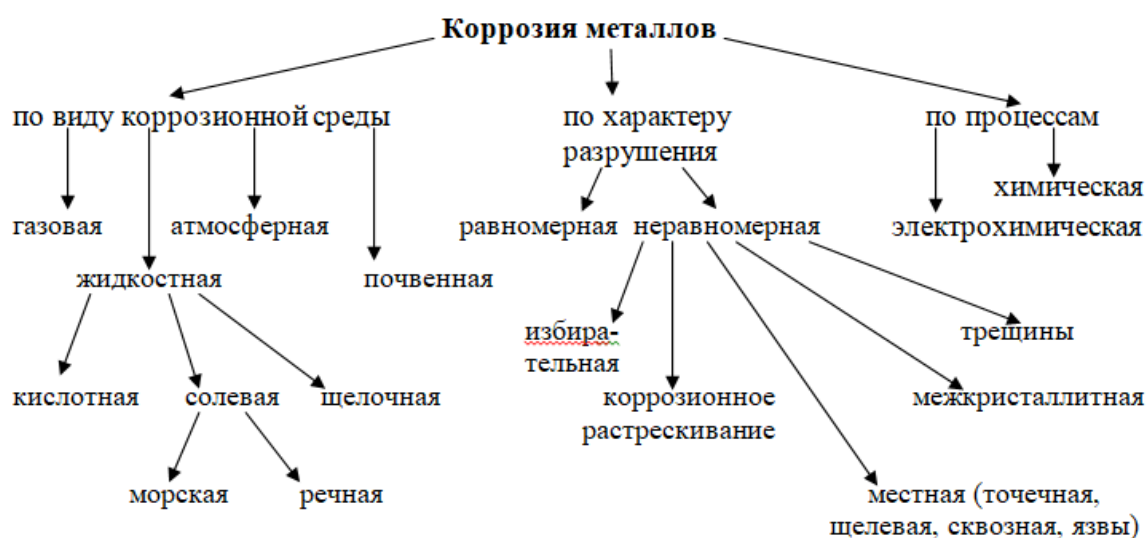 Коррозия металлов
по виду коррозионной среды
по характеру
разрушения
по процессам
химическая
газовая
атмосферная
равномерная
неравномерная
электрохимическая
жидкостная
почвенная
избира-
тельная
трещины
кислотная
солевая
щелочная
коррозионное
растрескивание
межкристаллитная
морская
речная
местная (точечная,
щелевая, сквозная, язвы)